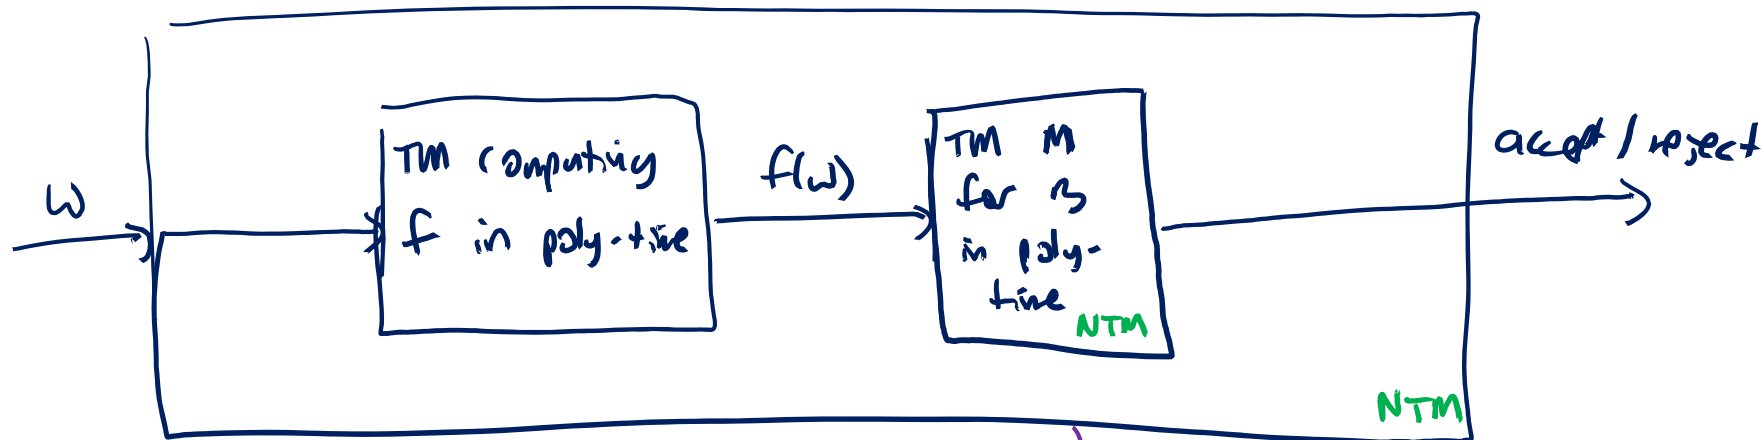 w
TM computing
f in poly-time
f(w)
TM M
for B
in poly-
time
NTM
accept / reject
NTM